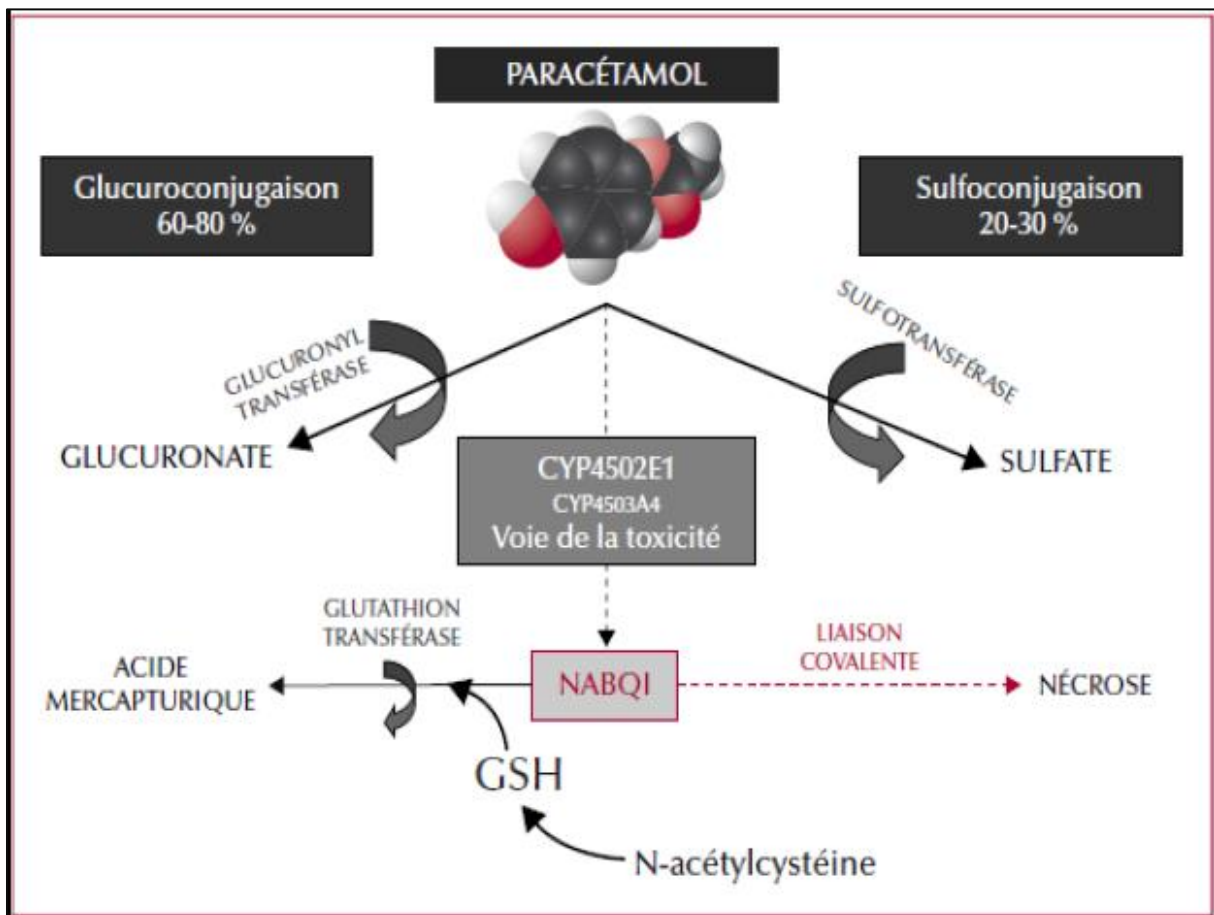 PARACÉTAMOL
Glucuroconjugaison
60-80 %
Sulfoconjugaison
20-30 %
GLUCURONYL
TRANSFÉRASE
SULFOTRANSFÉRASE
GLUCURONATE
CYP4502E1
CYP4503A4
Voie de la toxicité
SULFATE
GLUTATHION
TRANSFÉRASE
LIAISON
COVALENTE
ACIDE
MERCAPTURIQUE
NABQI
NÉCROSE
GSH
N-acétylcystéine